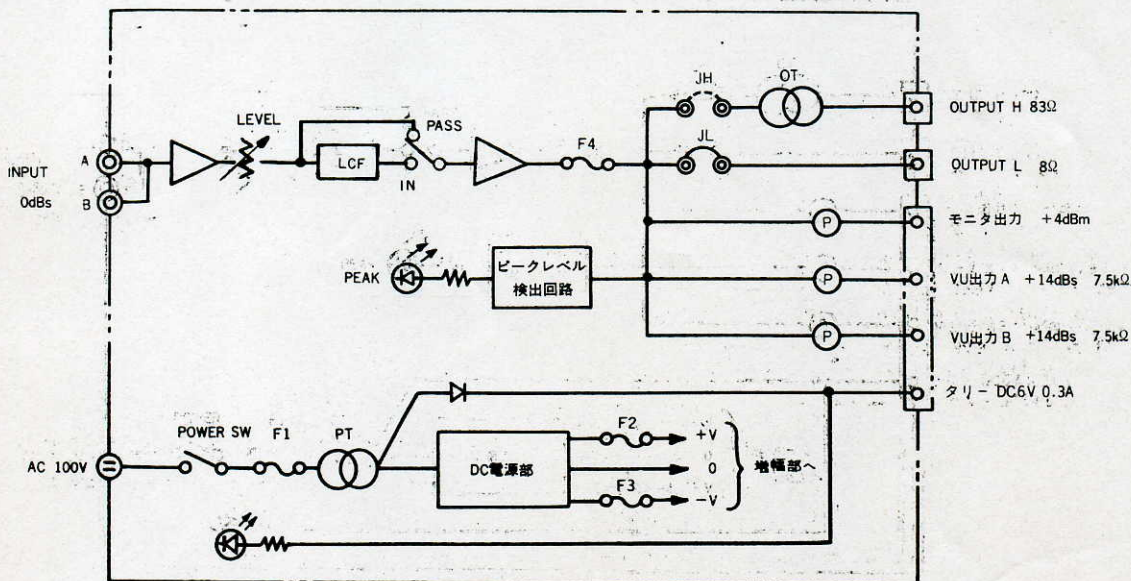 JH
OT
OUTPUT H 83Ω
LEVEL
PASS
F4
JL
A
LCF
OUTPUT L 8Ω
INPUT
IN
0dBs
B
モニタ出力 +4dBm
P
PEAK
ピークレベル
検出回路
P
VU出力 A +14dBs 7.5kΩ
P
VU出力 B +14dBs 7.5kΩ
タリー DC6V 0.3A
POWER SW
F1
PT
F2
+V
AC 100V
DC電源部
0
増幅部へ
F3
-V